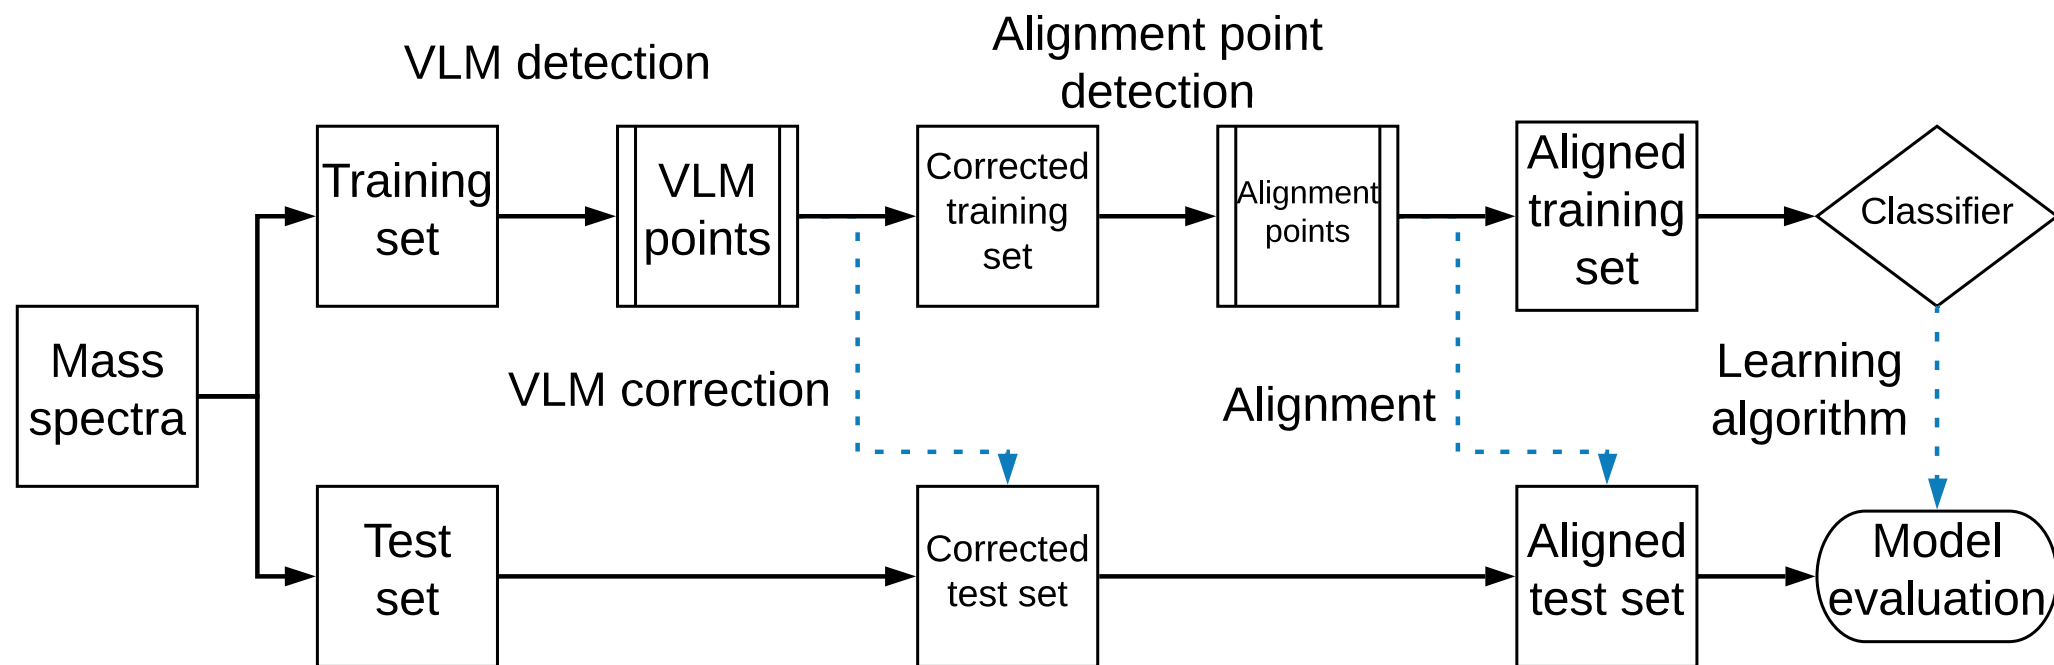 VLM detection
Alignment point
detection
Training
set
VLM
points
Corrected
training
set
Alignment
points
Aligned
training
set
Classifier
Mass
spectra
VLM correction
Alignment
Learning
algorithm
Test
set
Corrected
test set
Aligned
test set
Model
evaluation